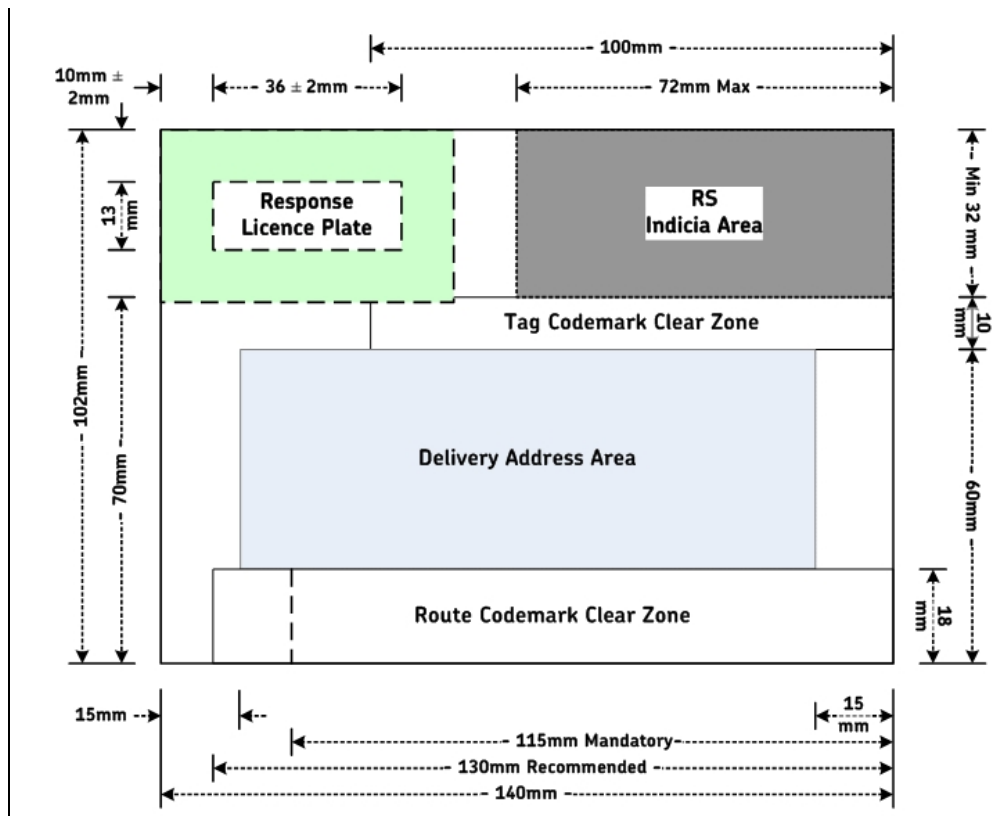 100mm
10mm ±
2mm
36 ± 2mm
72mm Max
Response
Licence Plate
RS
Indicia Area
13
mm
Min 32 mm
Tag Codemark Clear Zone
10
mm
102mm
70mm
Delivery Address Area
60mm
Route Codemark Clear Zone
18
mm
15mm
15
mm
115mm Mandatory
130mm Recommended
140mm